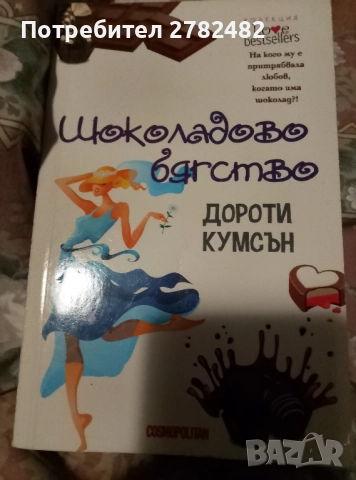 Потребител 2782482
КОЛЕКЦИЯ
Love
bestsellers
На кого му е
притрябвала
любов,
когато има
шоколад?!
Шоколадово
бягство
ДОРОТИ
КУМСЪН
COSMOPOLITAN
BAZAR